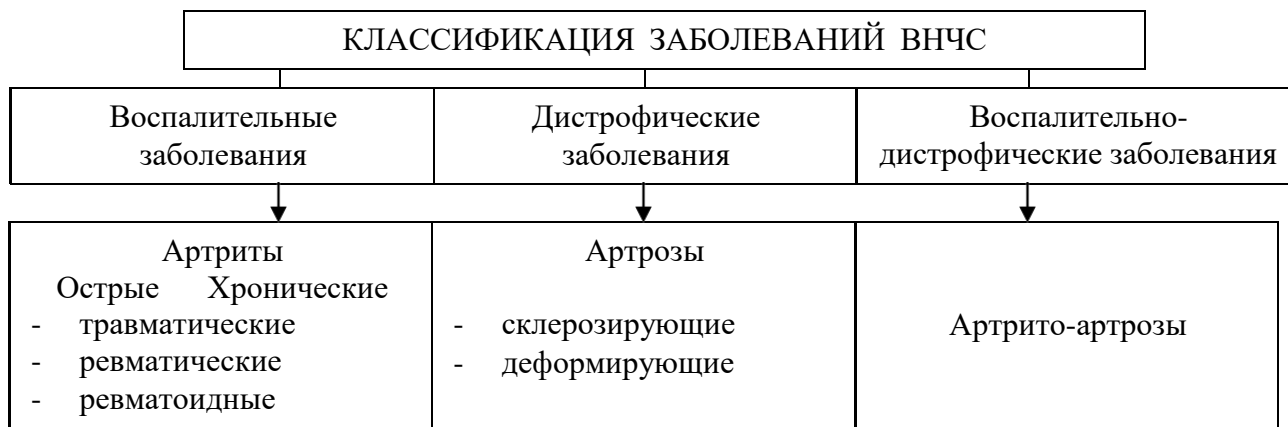 КЛАССИФИКАЦИЯ ЗАБОЛЕВАНИЙ ВНЧС
Воспалительные
заболевания
Дистрофические
заболевания
Воспалительно-
дистрофические заболевания
Артриты
Острые Хронические
- травматические
- ревматические
- ревматоидные
Артрозы
- склерозирующие
- деформирующие
Артрито-артрозы